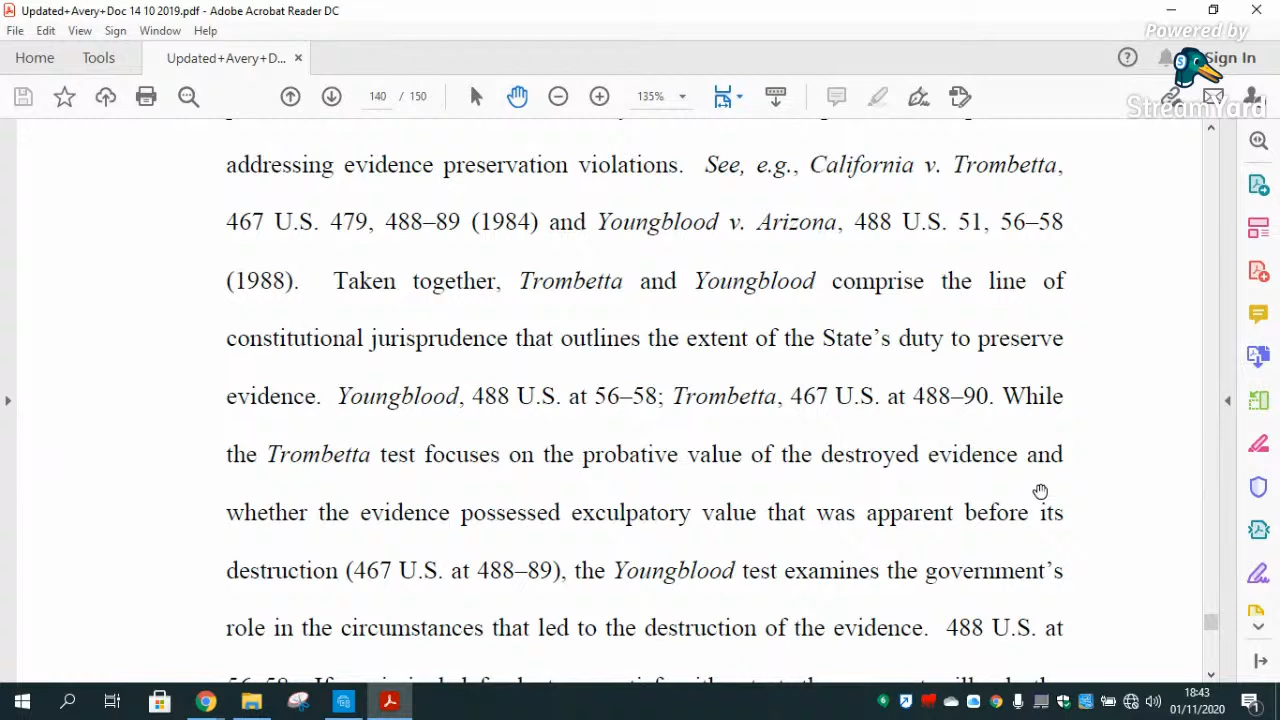 Updated+Avery+Doc 14 10 2019.pdf - Adobe Acrobat Reader DC
File Edit View Sign Window Help
Powered by
Home Tools Updated+Avery+D... × Sign In
StreamYard
140 / 150 135%
addressing evidence preservation violations. See, e.g., California v. Trombetta,
467 U.S. 479, 488–89 (1984) and Youngblood v. Arizona, 488 U.S. 51, 56–58
(1988). Taken together, Trombetta and Youngblood comprise the line of
constitutional jurisprudence that outlines the extent of the State’s duty to preserve
evidence. Youngblood, 488 U.S. at 56–58; Trombetta, 467 U.S. at 488–90. While
the Trombetta test focuses on the probative value of the destroyed evidence and
whether the evidence possessed exculpatory value that was apparent before its
destruction (467 U.S. at 488–89), the Youngblood test examines the government’s
role in the circumstances that led to the destruction of the evidence. 488 U.S. at
18:43
01/11/2020